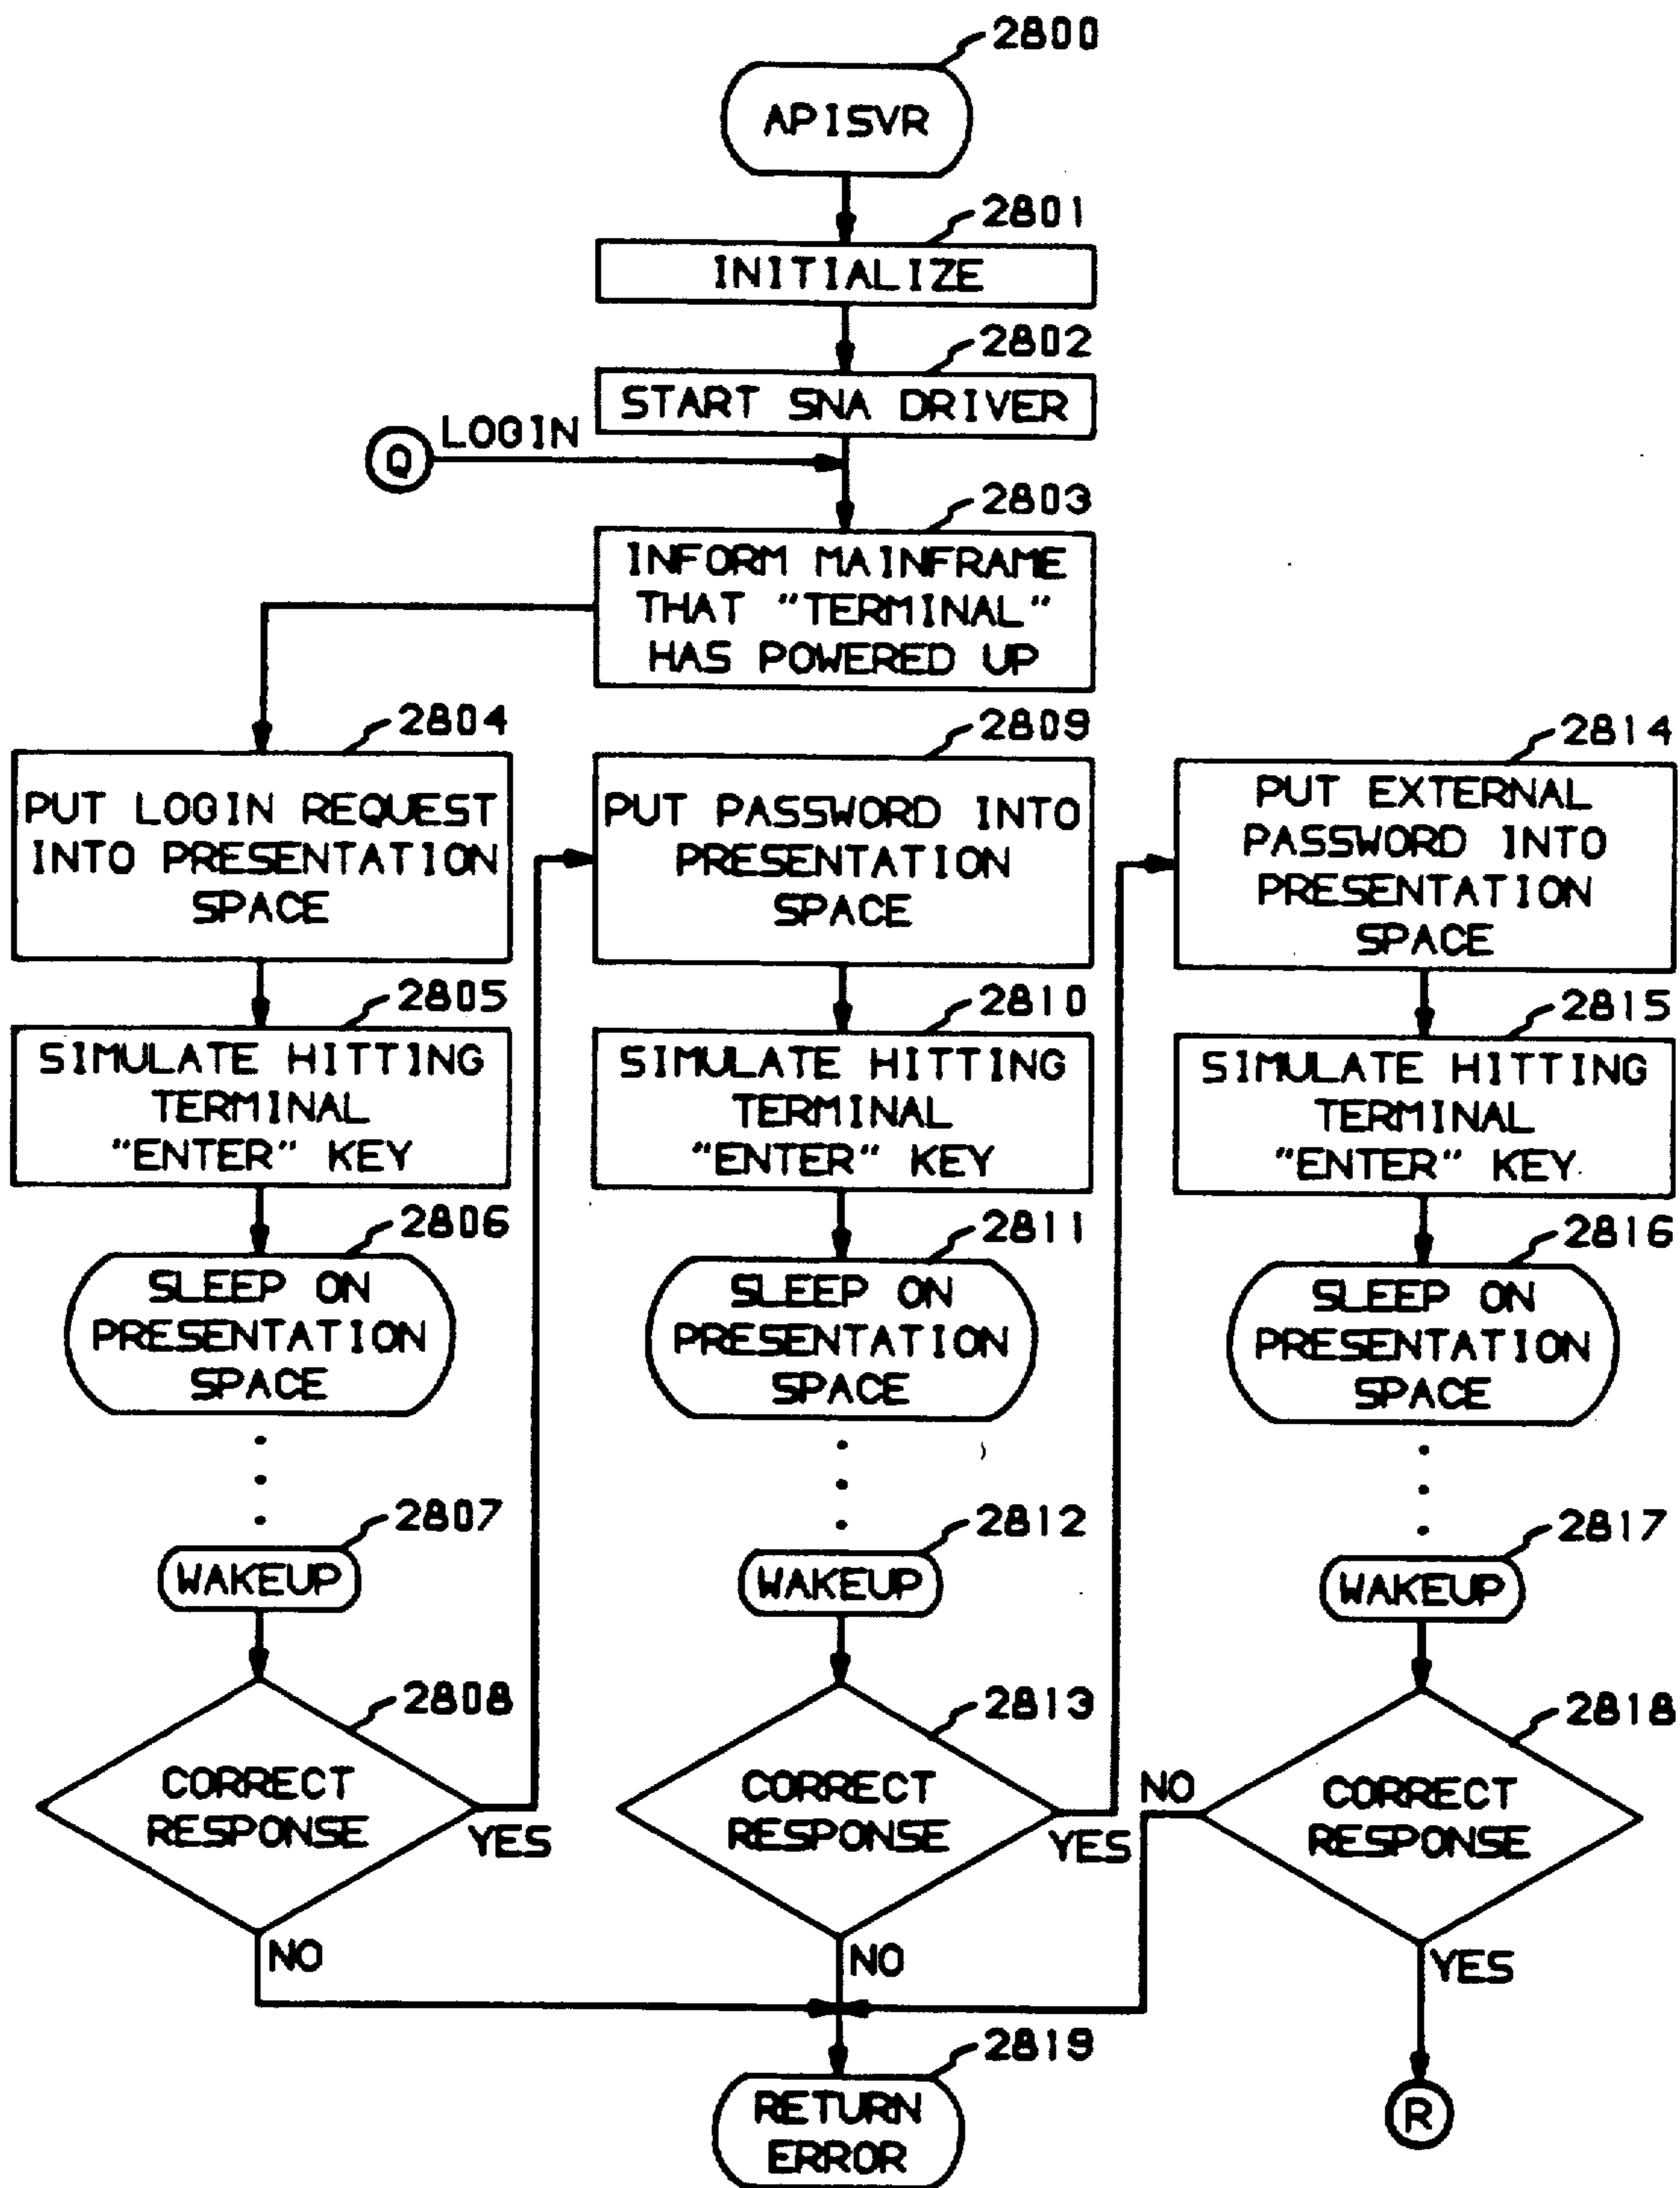 2800
APISVR
2801
INITIALIZE
2802
START SNA DRIVER
Q
LOGIN
2803
INFORM MAINFRAME
THAT "TERMINAL"
HAS POWERED UP
2804
PUT LOGIN REQUEST
INTO PRESENTATION
SPACE
2805
SIMULATE HITTING
TERMINAL
"ENTER" KEY
2806
SLEEP ON
PRESENTATION
SPACE
2807
WAKEUP
2808
CORRECT
RESPONSE
YES
NO
2809
PUT PASSWORD INTO
PRESENTATION
SPACE
2810
SIMULATE HITTING
TERMINAL
"ENTER" KEY
2811
SLEEP ON
PRESENTATION
SPACE
2812
WAKEUP
2813
CORRECT
RESPONSE
YES
NO
2814
PUT EXTERNAL
PASSWORD INTO
PRESENTATION
SPACE
2815
SIMULATE HITTING
TERMINAL
"ENTER" KEY
2816
SLEEP ON
PRESENTATION
SPACE
2817
WAKEUP
2818
CORRECT
RESPONSE
NO
YES
2819
RETURN
ERROR
R